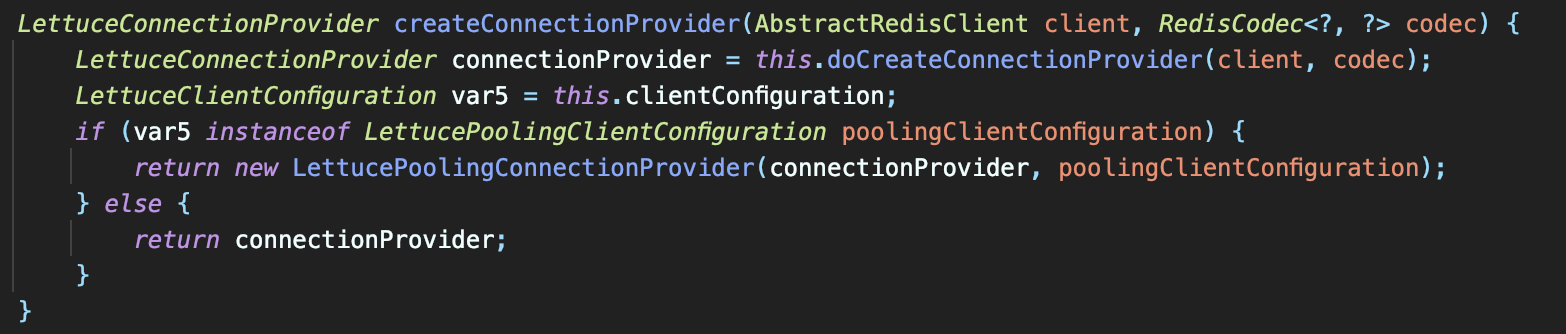 LettuceConnectionProvider createConnectionProvider(AbstractRedisClient client, RedisCodec<?, ?> codec) {
    LettuceConnectionProvider connectionProvider = this.doCreateConnectionProvider(client, codec);
    LettuceClientConfiguration var5 = this.clientConfiguration;
    if (var5 instanceof LettucePoolingClientConfiguration poolingClientConfiguration) {
        return new LettucePoolingConnectionProvider(connectionProvider, poolingClientConfiguration);
    } else {
        return connectionProvider;
    }
}